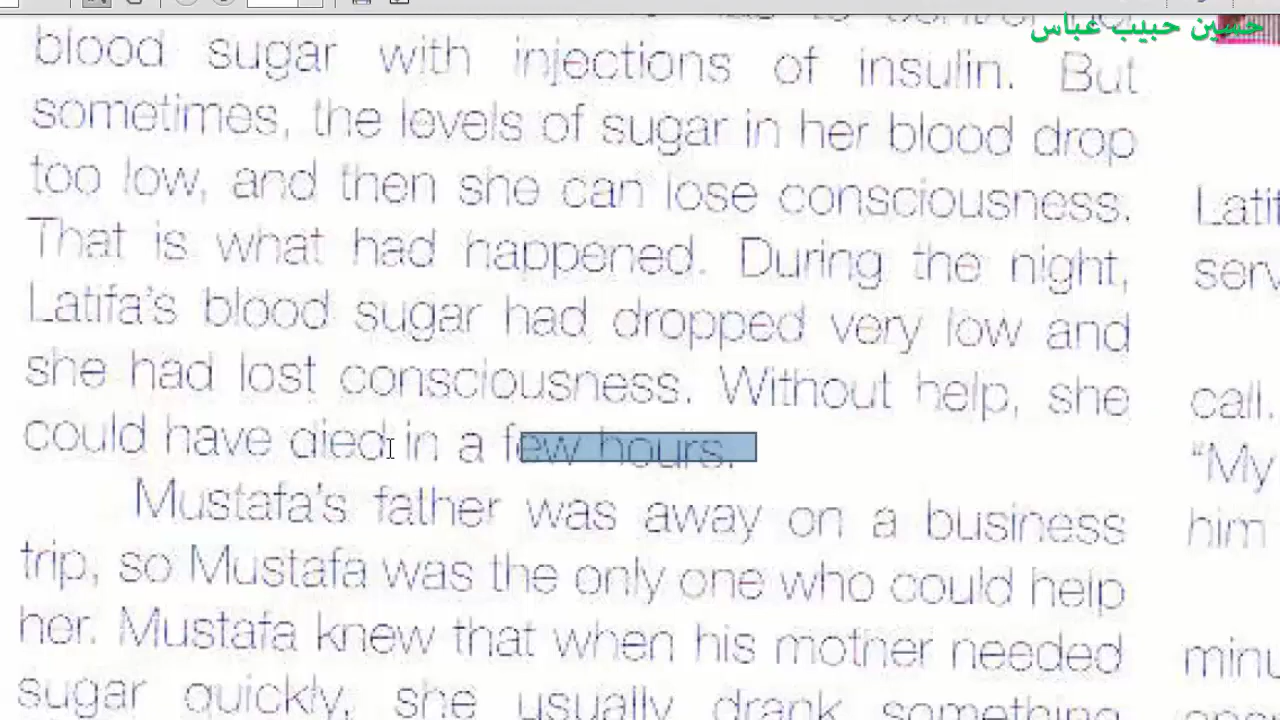 حسين حبيب عباس
blood sugar with injections of insulin. But
sometimes, the levels of sugar in her blood drop
too low, and then she can lose consciousness.
That is what had happened. During the night,
Latifa's blood sugar had dropped very low and
she had lost consciousness. Without help, she
could have died in a few hours.
Mustafa's father was away on a business
trip, so Mustafa was the only one who could help
her. Mustafa knew that when his mother needed
sugar quickly, she usually drank something
call.
"My
him